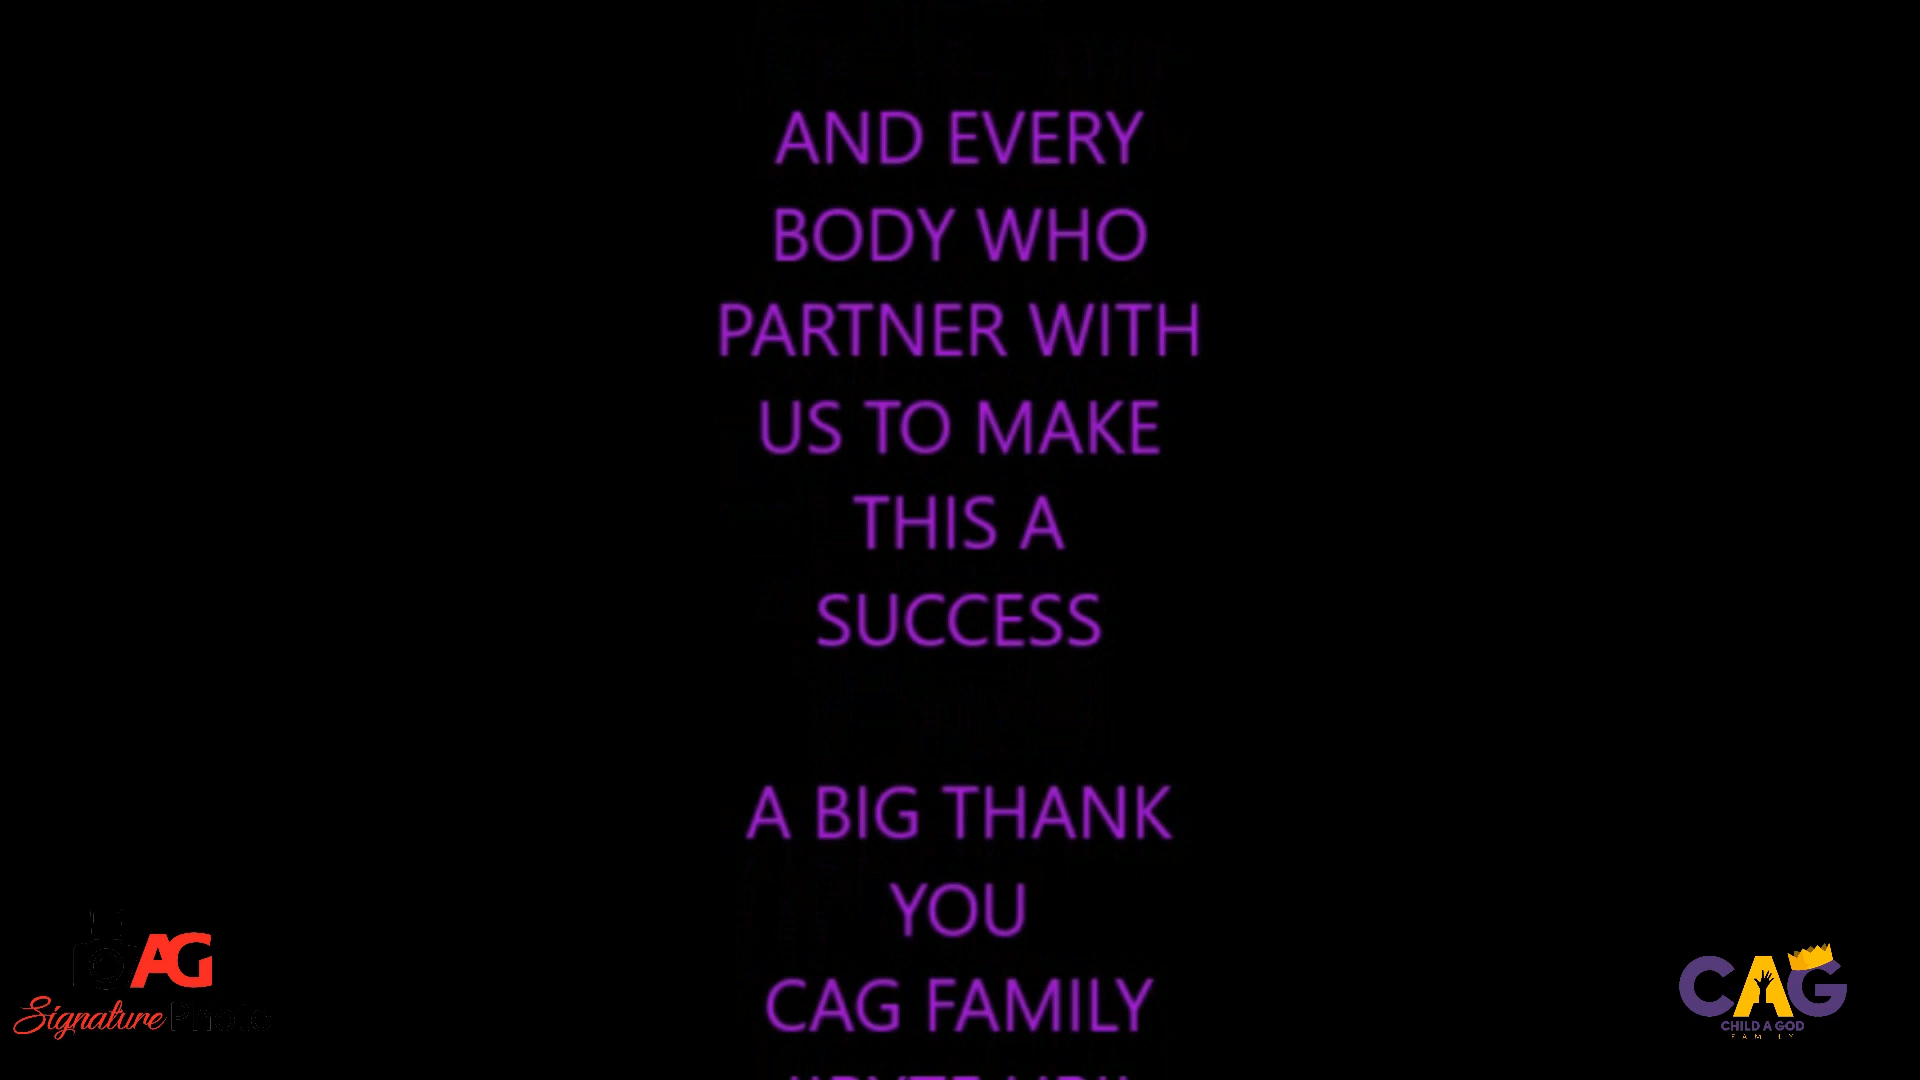 AND EVERY
BODY WHO
PARTNER WITH
US TO MAKE
THIS A
SUCCESS
A BIG THANK
YOU
CAG FAMILY
AG
Signature Photo
CAG
CHILD A GOD
FAMILY